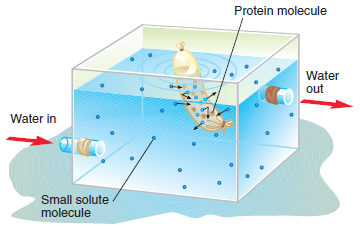 Protein molecule
Water
out
Water in
Small solute
molecule